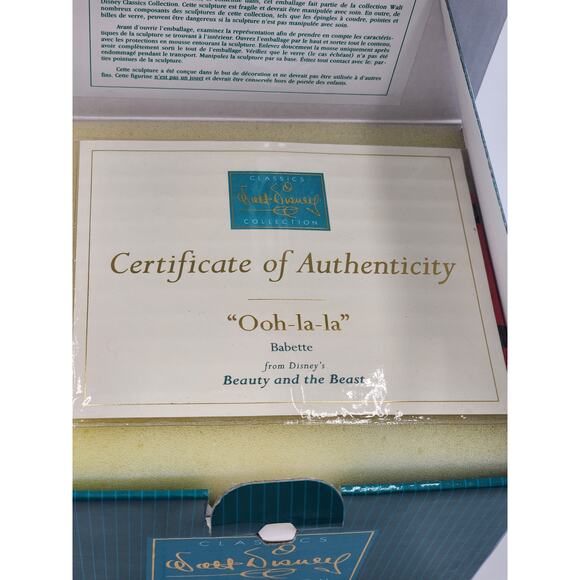 Disney Classics Collection. Cette sculpture est fragile et devrait être manipulée avec soin. En outre, de
nombreux composants des sculptures de cette collection, tels que les épingles à coudre, pointes et
billes de verre, peuvent être dangereux si la sculpture n'est pas manipulée avec soin.
Avant d'ouvrir l'emballage, examinez la représentation afin de prendre en compte les caractéris-
tiques de la sculpture se trouvant à l'intérieur. Ouvrez l'emballage par le haut et sortez tout le contenu,
avec les protections en mousse entourant la sculpture. Enlevez doucement la mousse uniquement après
avoir complètement sorti le tout de l'emballage. Vérifiez que le verre (le cas échéant) n'a pas été
endommagé pendant le transport. Manipulez la sculpture par sa base. Évitez tout contact avec les par-
ties pointues de la sculpture.
Cette sculpture a été conçue dans le but de décoration et ne devrait pas être utilisée à d'autres
fins. Cette figurine n'est pas un jouet et devrait être conservée hors de portée des enfants.
CLASSICS
Walt Disney
COLLECTION
Certificate of Authenticity
"Ooh-la-la"
Babette
from Disney's
Beauty and the Beast
CLASSICS
Walt Disney